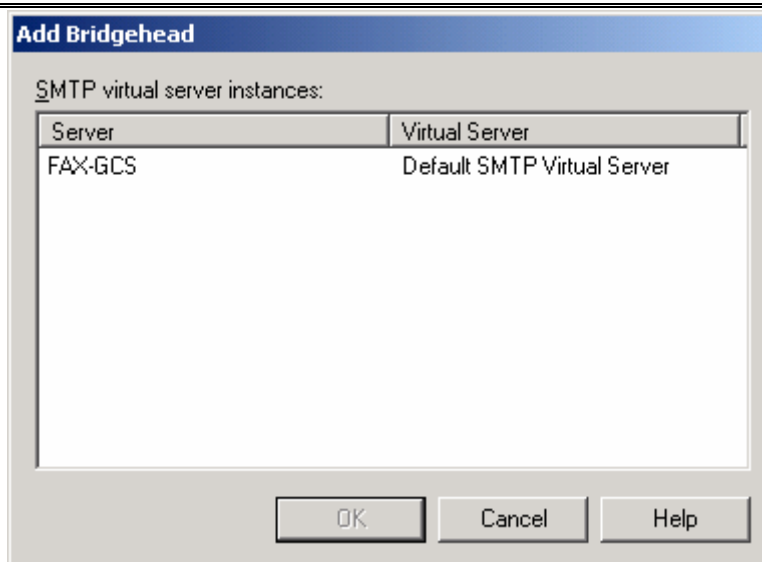 Add Bridgehead
SMTP virtual server instances:
Server Virtual Server
FAX-GCS Default SMTP Virtual Server
OK Cancel Help